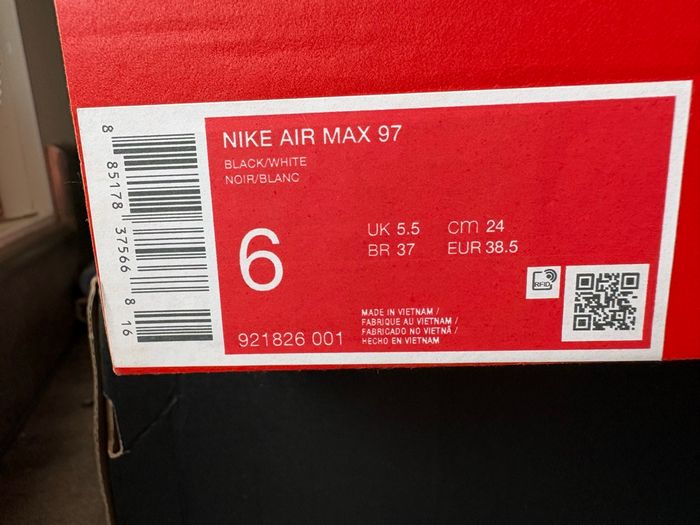 NIKE AIR MAX 97
BLACK/WHITE
NOIR/BLANC
6
UK 5.5 cm 24
BR 37 EUR 38.5
RFID
921826 001
MADE IN VIETNAM /
FABRIQUE AU VIETNAM /
FABRICADO NO VIETNÃ /
HECHO EN VIETNAM
8 85178 37566 8 16